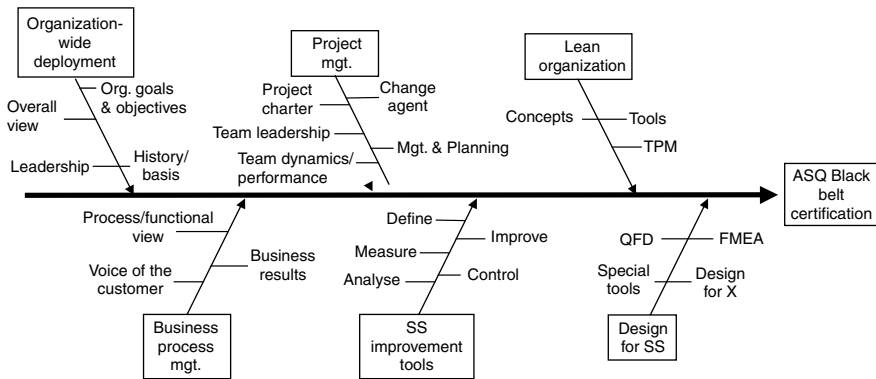 Organization-
wide
deployment
Org. goals
& objectives
Overall
view
Leadership
History/
basis
Project
mgt.
Project
charter
Change
agent
Team leadership
Mgt. & Planning
Team dynamics/
performance
Lean
organization
Concepts
Tools
TPM
ASQ Black
belt
certification
Process/functional
view
Voice of the
customer
Business
results
Business
process
mgt.
Define
Improve
Measure
Control
Analyse
SS
improvement
tools
QFD
FMEA
Special
tools
Design
for X
Design
for SS